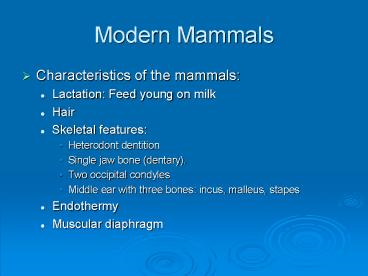 Modern Mammals
Characteristics of the mammals:
Lactation: Feed young on milk
Hair
Skeletal features:
Heterodont dentition
Single jaw bone (dentary).
Two occipital condyles
Middle ear with three bones: incus, malleus, stapes
Endothermy
Muscular diaphragm